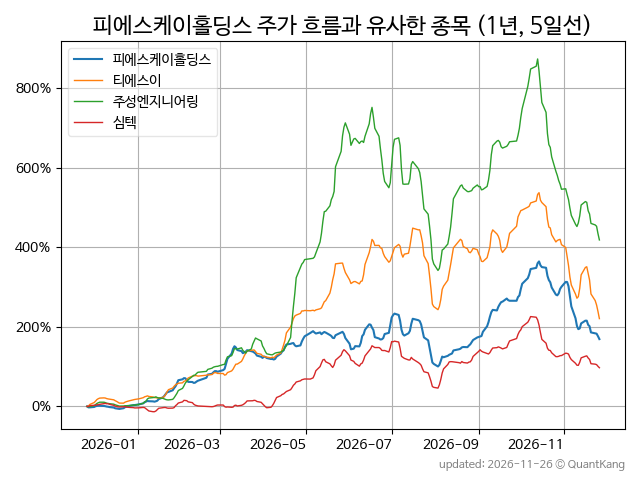 피에스케이홀딩스 주가 흐름과 유사한 종목 (1년, 5일선)
피에스케이홀딩스
티에스이
주성엔지니어링
심텍
800%
600%
400%
200%
0%
2026-01 2026-03 2026-05 2026-07 2026-09 2026-11
updated: 2026-11-26 © QuantKang